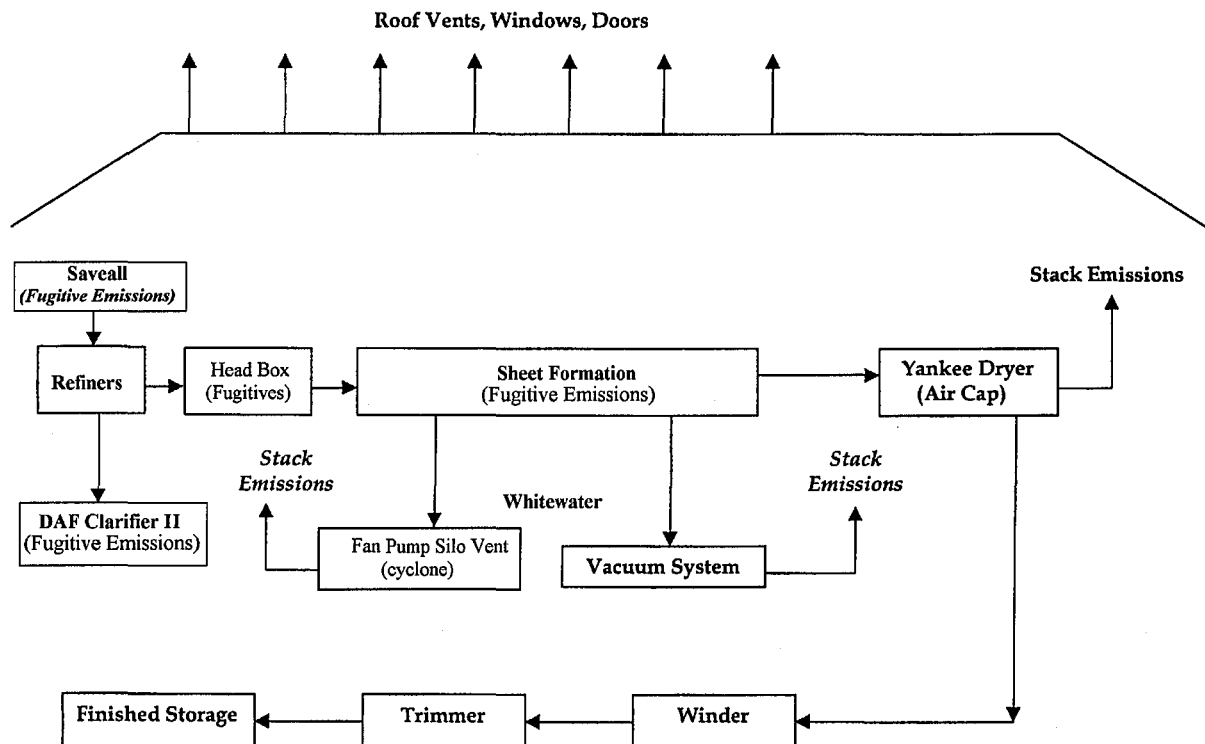 Roof Vents, Windows, Doors
Saveall
(Fugitive Emissions)
Stack Emissions
Refiners
Head Box
(Fugitives)
Sheet Formation
(Fugitive Emissions)
Yankee Dryer
(Air Cap)
Stack
Emissions
Stack
Emissions
DAF Clarifier II
(Fugitive Emissions)
Whitewater
Fan Pump Silo Vent
(cyclone)
Vacuum System
Finished Storage
Trimmer
Winder